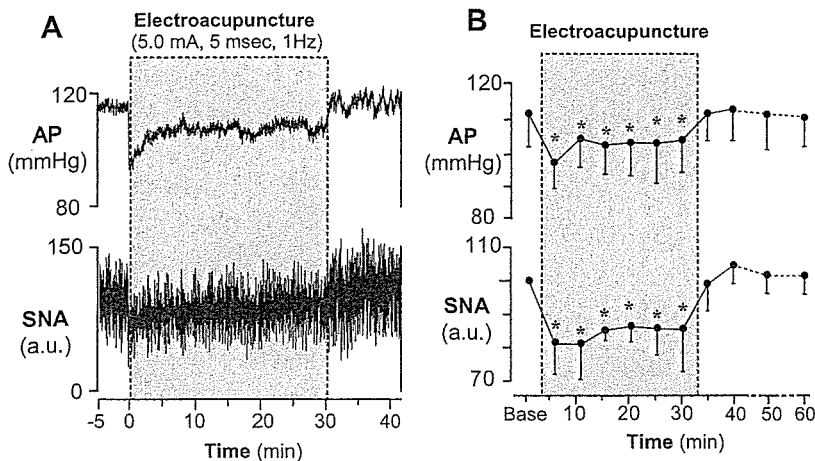 A
Electroacupuncture
(5.0 mA, 5 msec, 1Hz)
120
AP
(mmHg)
80
150
SNA
(a.u.)
0
-5 0 10 20 30 40
Time (min)
B
Electroacupuncture
120
AP
(mmHg)
80
* * * * * *
110
SNA
(a.u.)
70
* * * * * *
Base 10 20 30 40 50 60
Time (min)